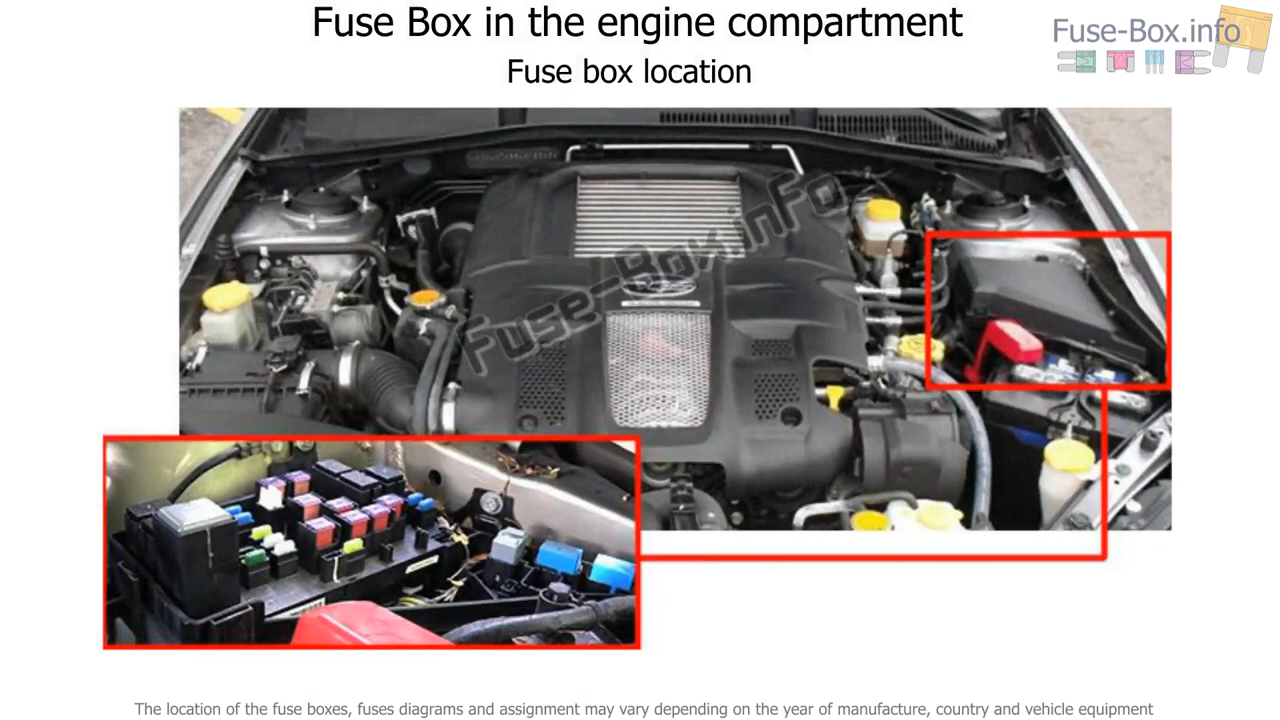 Fuse Box in the engine compartment
Fuse-Box.info
Fuse box location
Fuse-Box.info
The location of the fuse boxes, fuses diagrams and assignment may vary depending on the year of manufacture, country and vehicle equipment